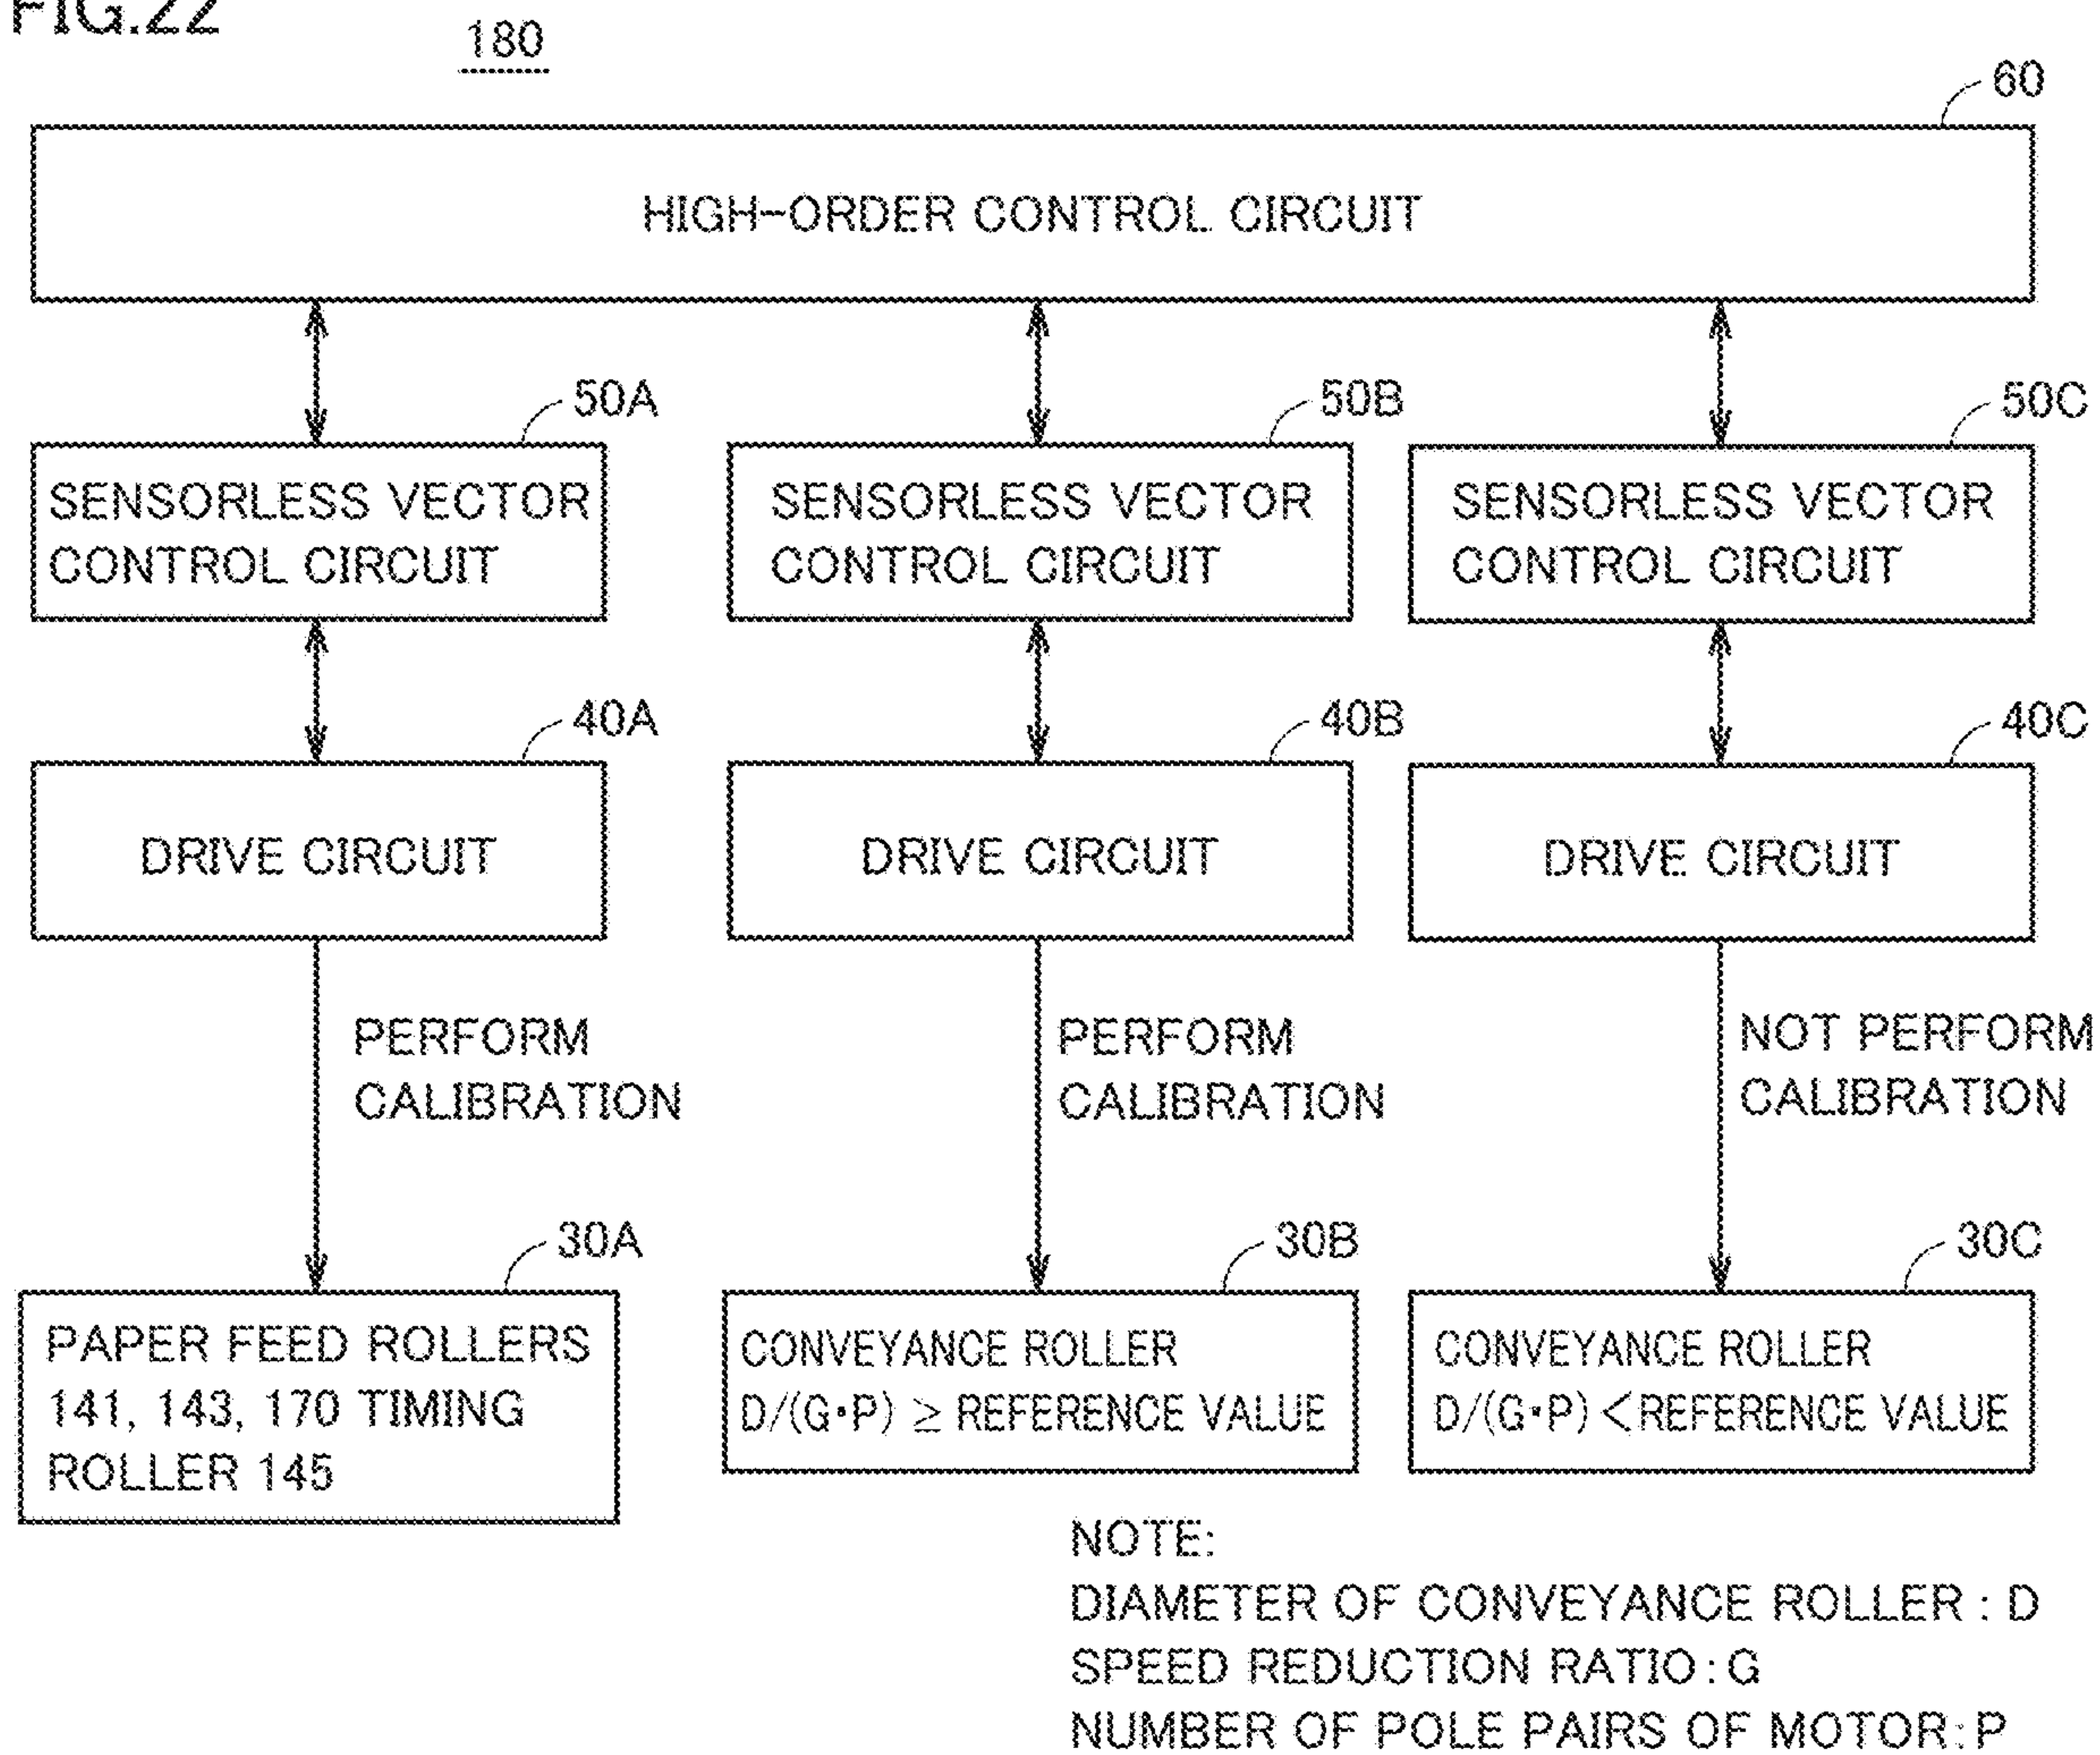 FIG.22
180
60
HIGH-ORDER CONTROL CIRCUIT
50A
50B
50C
SENSORLESS VECTOR
CONTROL CIRCUIT
SENSORLESS VECTOR
CONTROL CIRCUIT
SENSORLESS VECTOR
CONTROL CIRCUIT
40A
40B
40C
DRIVE CIRCUIT
DRIVE CIRCUIT
DRIVE CIRCUIT
PERFORM
CALIBRATION
PERFORM
CALIBRATION
NOT PERFORM
CALIBRATION
30A
30B
30C
PAPER FEED ROLLERS
141, 143, 170 TIMING
ROLLER 145
CONVEYANCE ROLLER
D/(G・P) ≥ REFERENCE VALUE
CONVEYANCE ROLLER
D/(G・P) <REFERENCE VALUE
NOTE:
DIAMETER OF CONVEYANCE ROLLER : D
SPEED REDUCTION RATIO : G
NUMBER OF POLE PAIRS OF MOTOR : P